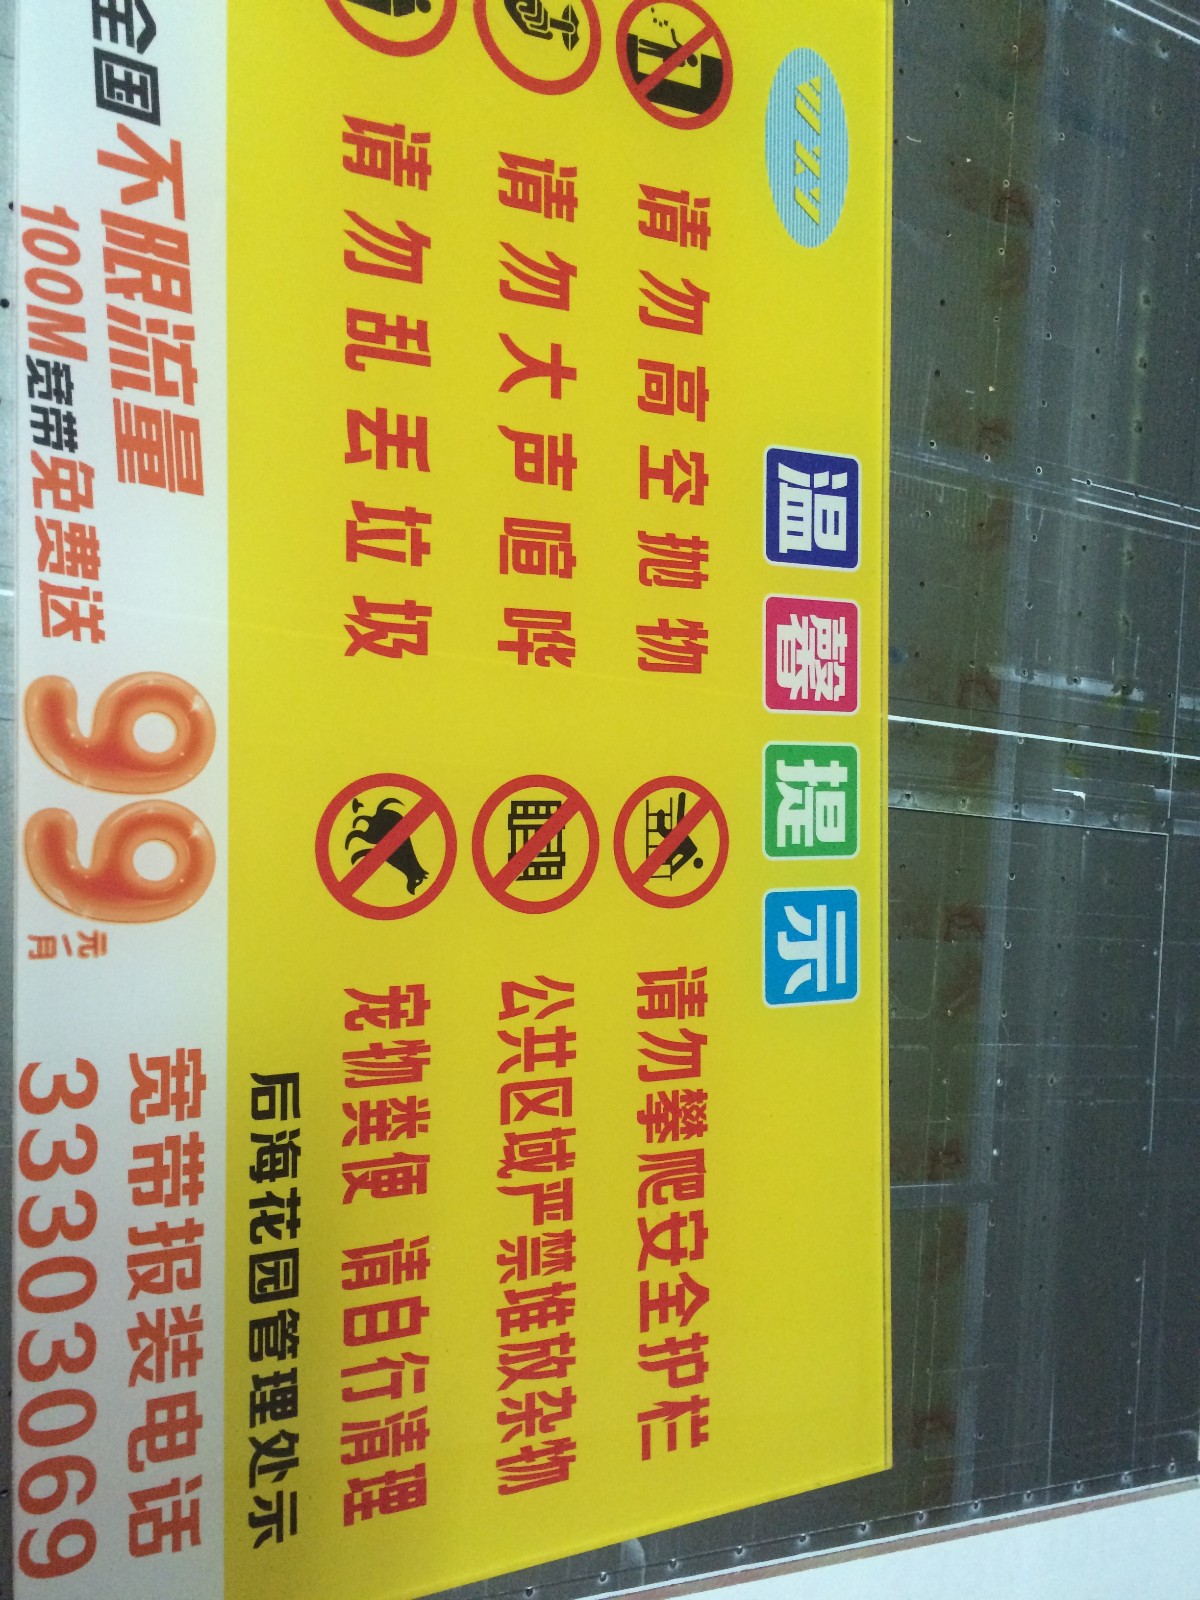 温馨提示
请勿高空抛物
请勿攀爬安全护栏
请勿大声喧哗
公共区域严禁堆放杂物
请勿乱丢垃圾
宠物粪便 请自行清理
后海花园管理处示
全国不限流量
100M宽带免费送
99元/月
宽带报装电话
33303069